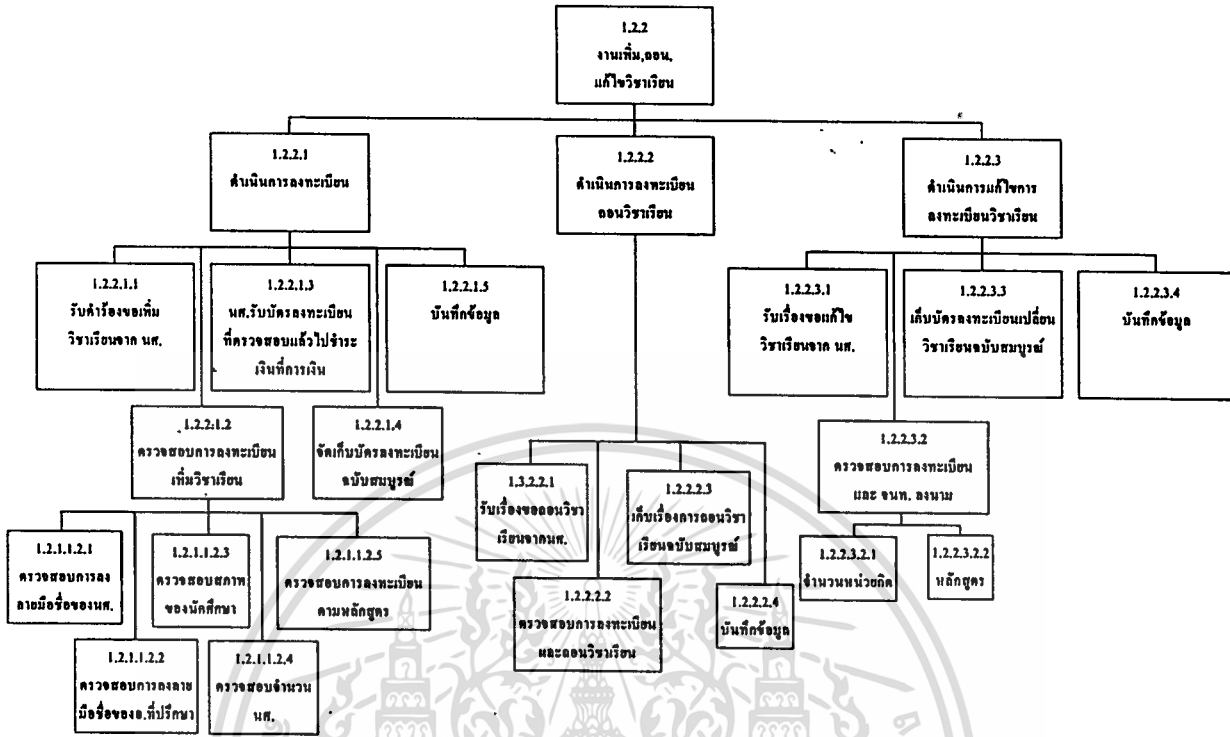 1.2.2
งานเพิ่ม,ถอน,
แก้ไขวิชาเรียน
1.2.2.1
ดำเนินการลงทะเบียน
1.2.2.2
ดำเนินการลงทะเบียน
ถอนวิชาเรียน
1.2.2.3
ดำเนินการแก้ไขการ
ลงทะเบียนวิชาเรียน
1.2.2.1.1
รับคำร้องขอเพิ่ม
วิชาเรียนจาก นศ.
1.2.2.1.3
นศ.รับบัตรลงทะเบียน
ที่ตรวจสอบแล้วไปชำระ
เงินที่การเงิน
1.2.2.1.5
บันทึกข้อมูล
1.2.2.3.1
รับเรื่องขอแก้ไข
วิชาเรียนจาก นศ.
1.2.2.3.3
เก็บบัตรลงทะเบียนเปลี่ยน
วิชาเรียนฉบับสมบูรณ์
1.2.2.3.4
บันทึกข้อมูล
1.2.2.1.2
ตรวจสอบการลงทะเบียน
เพิ่มวิชาเรียน
1.2.2.1.4
จัดเก็บบัตรลงทะเบียน
ฉบับสมบูรณ์
1.3.2.2.1
รับเรื่องขอถอนวิชา
เรียนจากนศ.
1.2.2.2.3
เก็บเรื่องการถอนวิชา
เรียนฉบับสมบูรณ์
1.2.2.3.2
ตรวจสอบการลงทะเบียน
และ จนท. ลงนาม
1.2.1.1.2.1
ตรวจสอบการลง
ลายมือชื่อของนศ.
1.2.1.1.2.3
ตรวจสอบสภาพ
ของนักศึกษา
1.2.1.1.2.5
ตรวจสอบการลงทะเบียน
ตามหลักสูตร
1.2.2.2.2
ตรวจสอบการลงทะเบียน
และถอนวิชาเรียน
1.2.2.2.4
บันทึกข้อมูล
1.2.2.3.2.1
จำนวนหน่วยกิต
1.2.2.3.2.2
หลักสูตร
1.2.1.1.2.2
ตรวจสอบการลงลาย
มือชื่อของอ.ที่ปรึกษา
1.2.1.1.2.4
ตรวจสอบจำนวน
นศ.